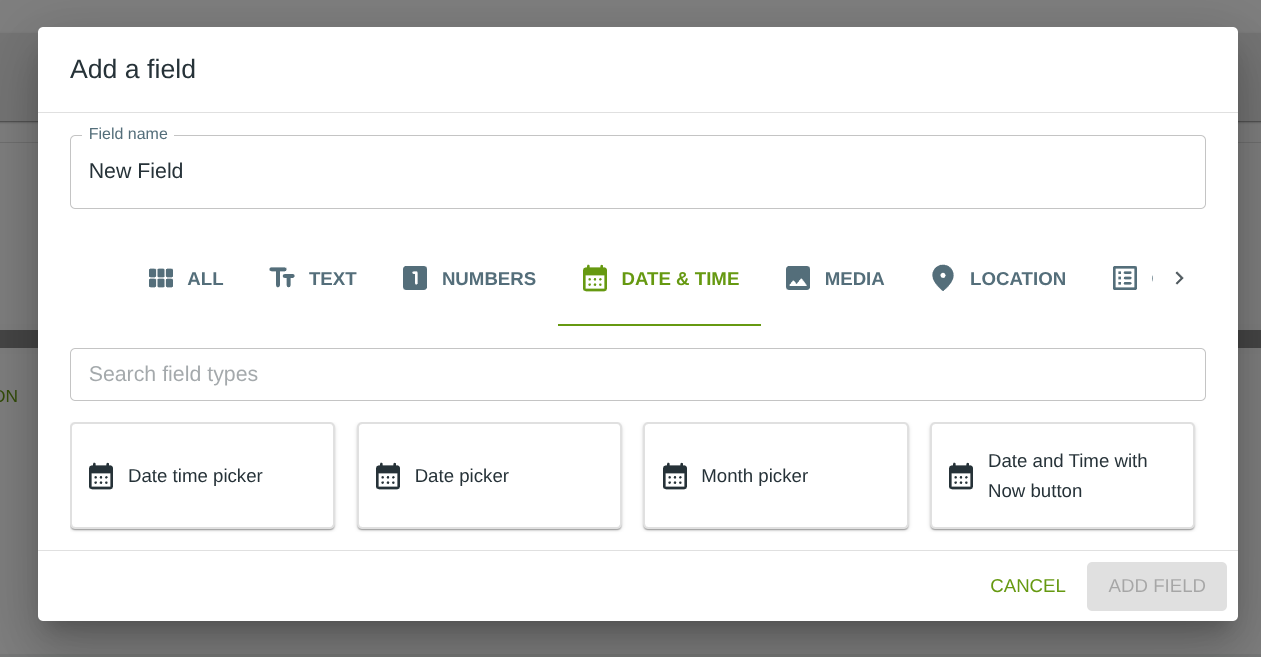 Add a field
Field name
New Field
ALL TEXT 1 NUMBERS DATE & TIME MEDIA LOCATION
Search field types
ON
Date time picker
Date picker
Month picker
Date and Time with
Now button
CANCEL ADD FIELD